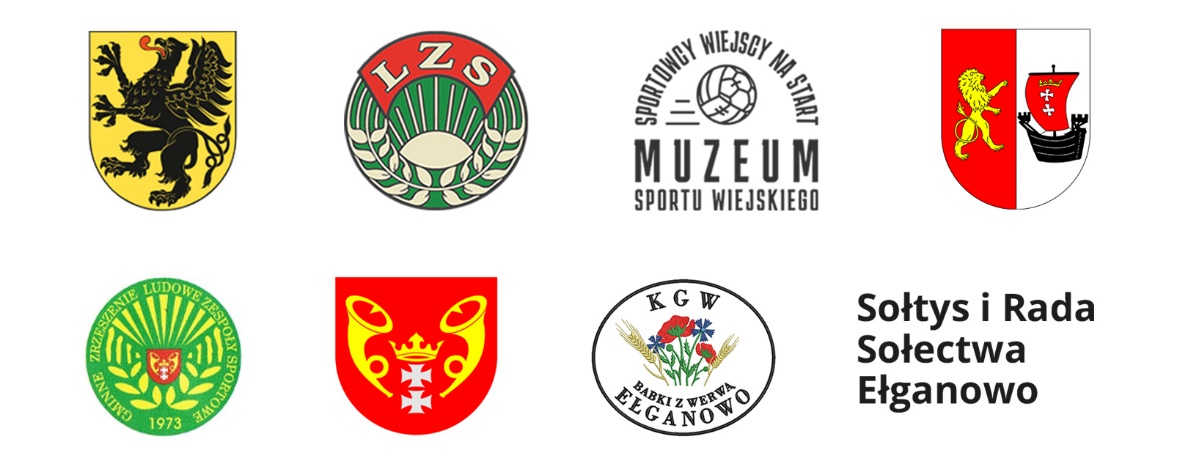 LZS
SPORTOWCY WIEJSCY NA START
MUZEUM
SPORTU WIEJSKIEGO
GMINNE ZRZESZENIE LUDOWE ZESPOŁY SPORTOWE
1973
KGW
BABKI Z WERWĄ
EŁGANOWO
Sołtys i Rada
Sołectwa
Ełganowo